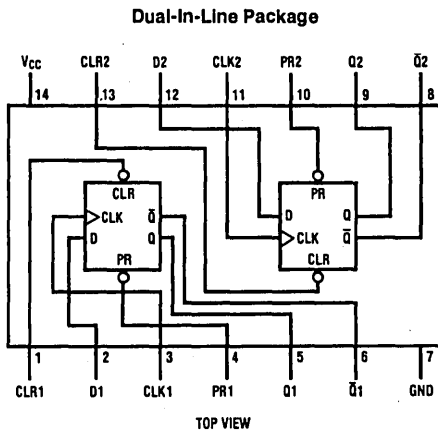 Dual-In-Line Package
VCC CLR2 D2 CLK2 PR2 Q2 Q̅2
14 13 12 11 10 9 8
CLR PR
CLK Q̅ D Q
D Q CLK Q̅
PR CLR
1 2 3 4 5 6 7
CLR1 D1 CLK1 PR1 Q1 Q̅1 GND
TOP VIEW